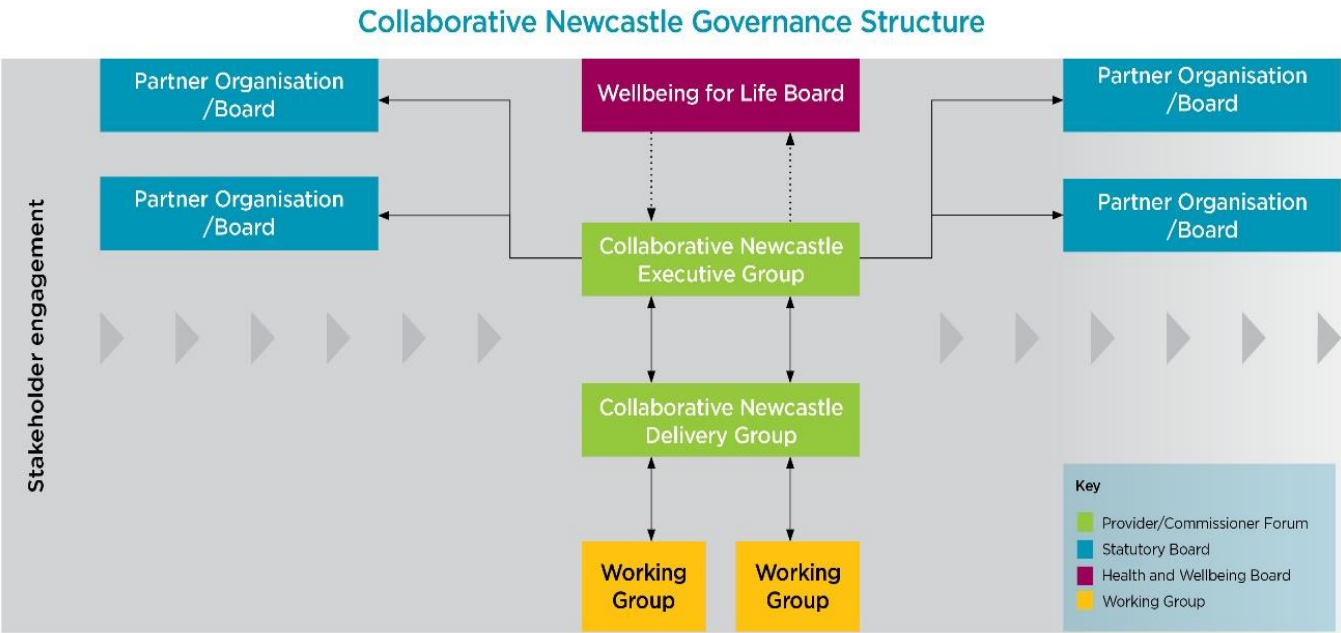 Collaborative Newcastle Governance Structure
Partner Organisation
/Board
Wellbeing for Life Board
Partner Organisation
/Board
Partner Organisation
/Board
Partner Organisation
/Board
Stakeholder engagement
Collaborative Newcastle
Executive Group
Collaborative Newcastle
Delivery Group
Working
Group
Working
Group
Key
Provider/Commissioner Forum
Statutory Board
Health and Wellbeing Board
Working Group